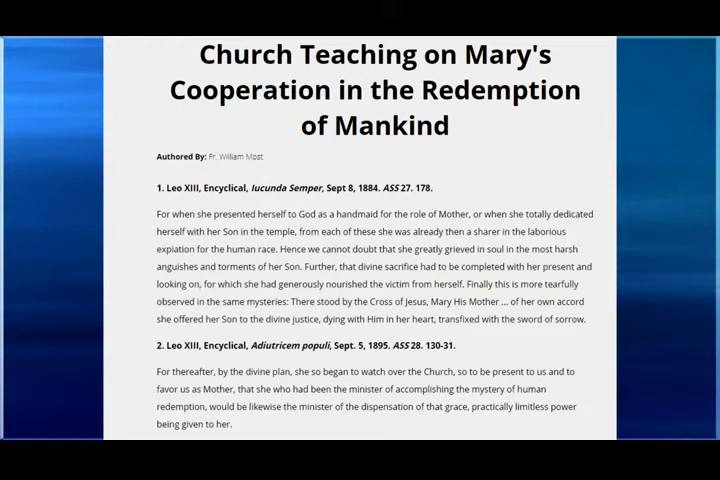 Church Teaching on Mary's
Cooperation in the Redemption
of Mankind
Authored By: Fr. William Most
1. Leo XIII, Encyclical, Iucunda Semper, Sept 8, 1884. ASS 27. 178.
For when she presented herself to God as a handmaid for the role of Mother, or when she totally dedicated
herself with her Son in the temple, from each of these she was already then a sharer in the laborious
expiation for the human race. Hence we cannot doubt that she greatly grieved in soul in the most harsh
anguishes and torments of her Son. Further, that divine sacrifice had to be completed with her present and
looking on, for which she had generously nourished the victim from herself. Finally this is more tearfully
observed in the same mysteries: There stood by the Cross of Jesus, Mary His Mother ... of her own accord
she offered her Son to the divine justice, dying with Him in her heart, transfixed with the sword of sorrow.
2. Leo XIII, Encyclical, Adiutricem populi, Sept. 5, 1895. ASS 28. 130-31.
For thereafter, by the divine plan, she so began to watch over the Church, so to be present to us and to
favor us as Mother, that she who had been the minister of accomplishing the mystery of human
redemption, would be likewise the minister of the dispensation of that grace, practically limitless power
being given to her.